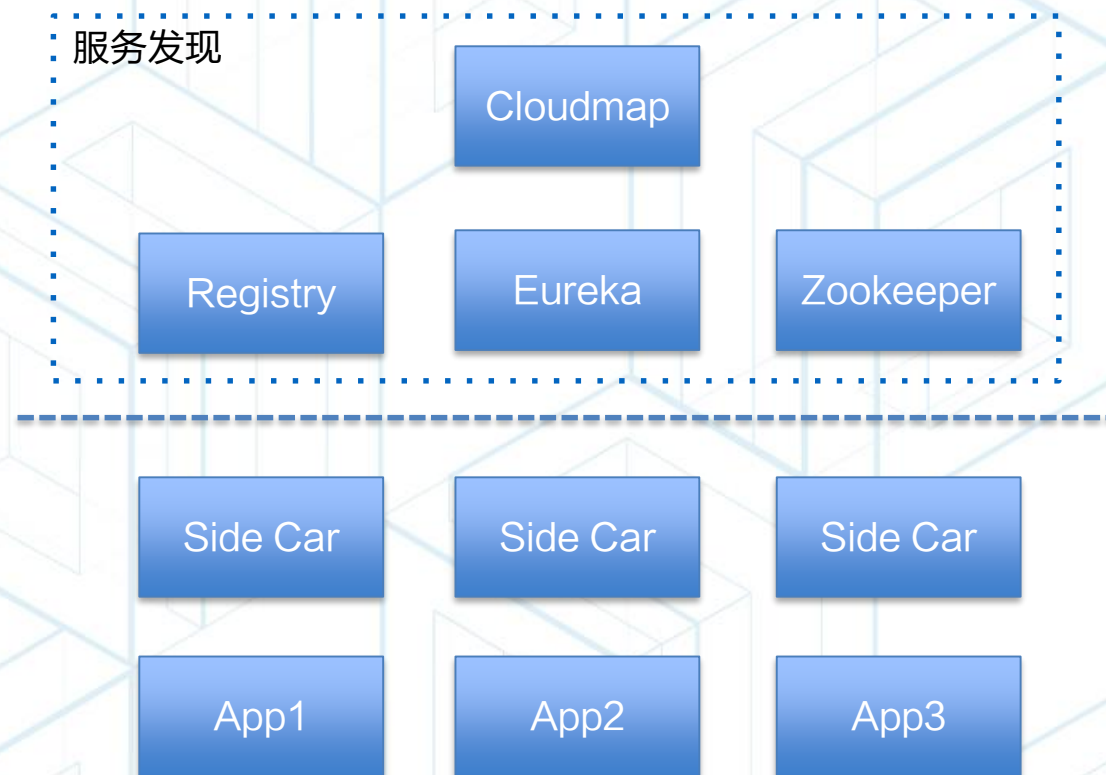 服务发现
Cloudmap
Registry
Eureka
Zookeeper
Side Car
Side Car
Side Car
App1
App2
App3